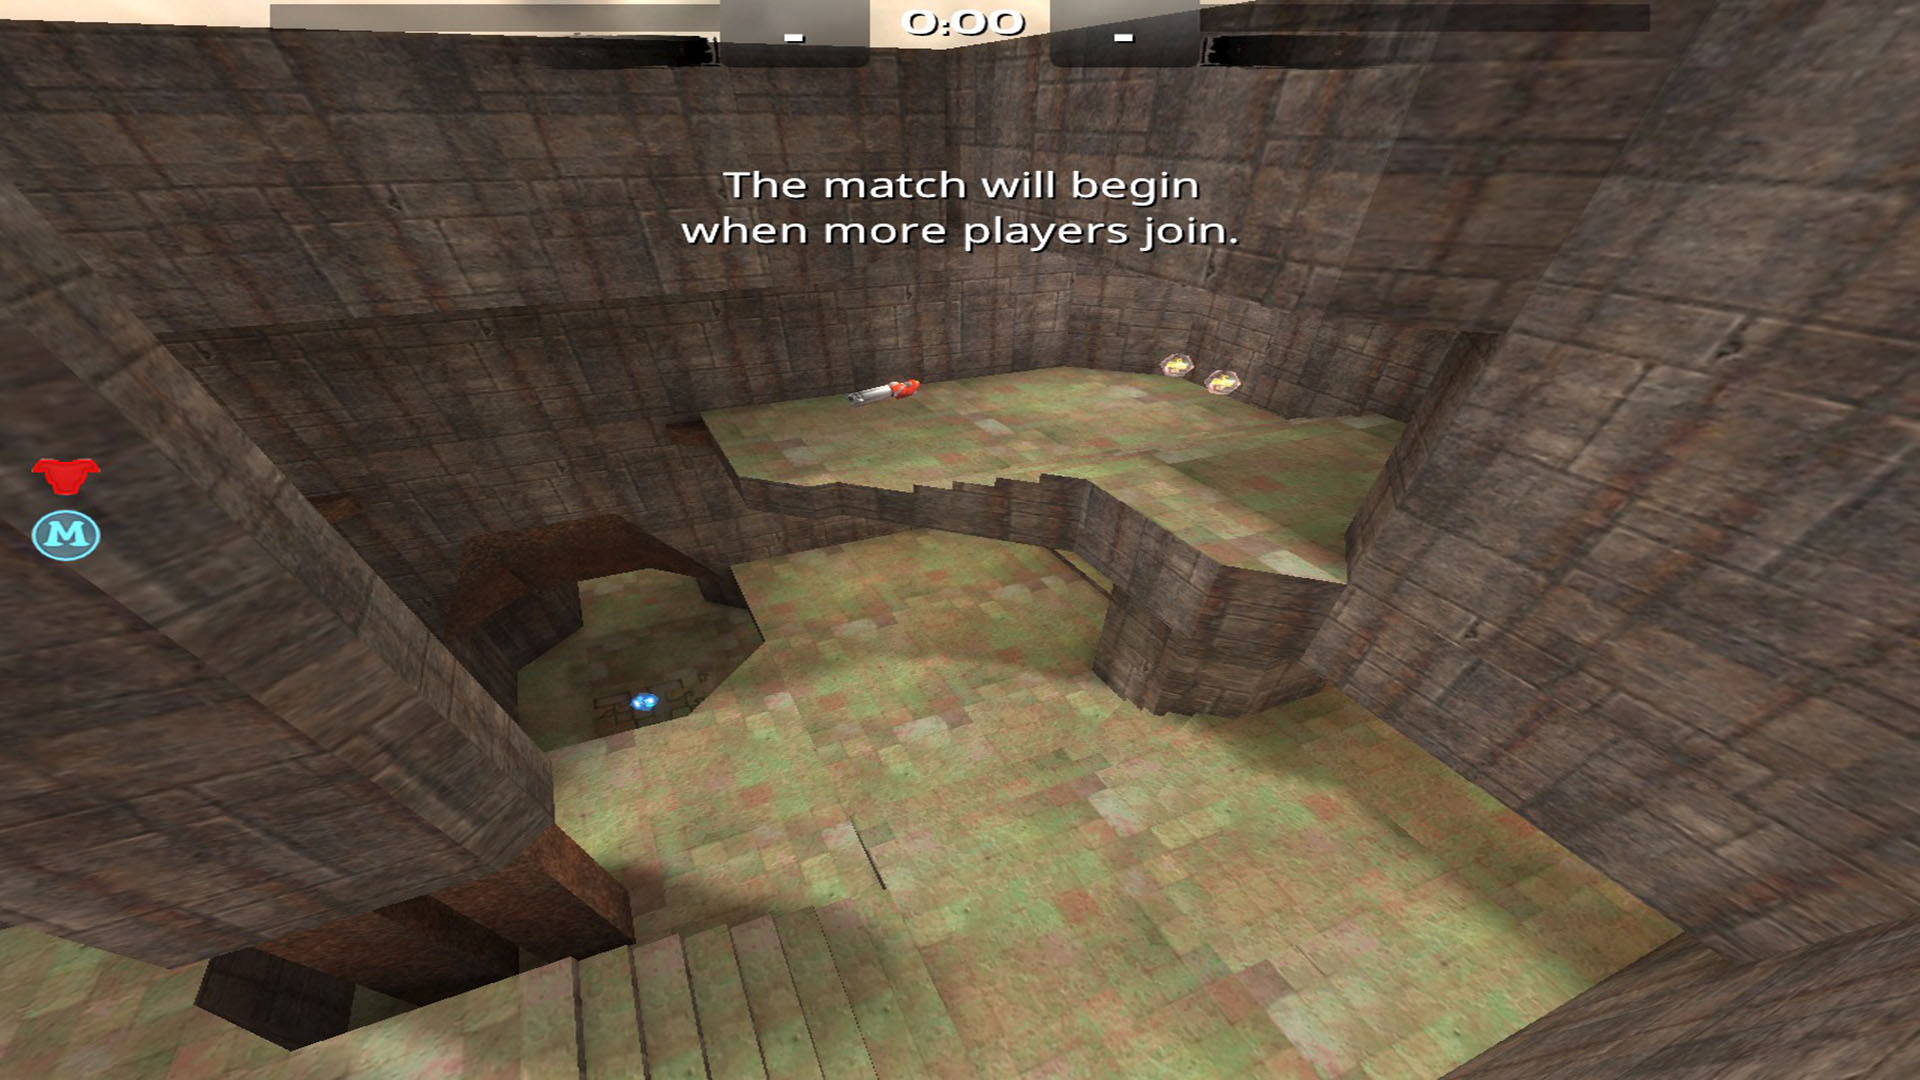 0:00
- -
The match will begin
when more players join.
M